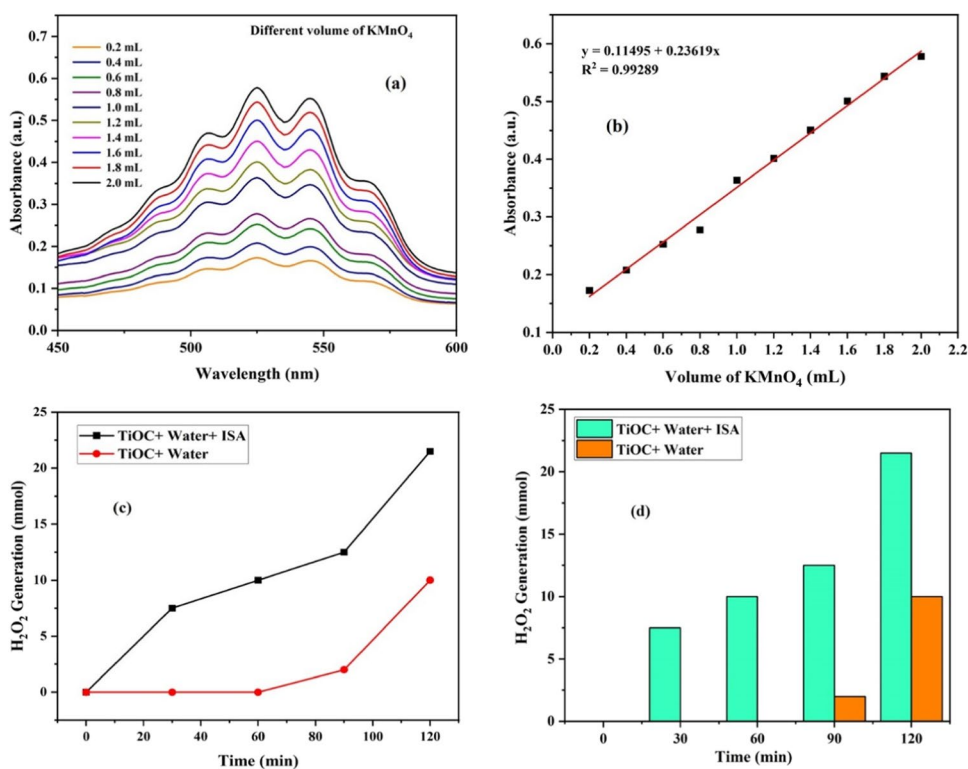 Different volume of KMnO₄
0.2 mL
0.4 mL
0.6 mL
0.8 mL
1.0 mL
1.2 mL
1.4 mL
1.6 mL
1.8 mL
2.0 mL
(a)
Absorbance (a.u.)
0.7
0.6
0.5
0.4
0.3
0.2
0.1
0.0
450 500 550 600
Wavelength (nm)
y = 0.11495 + 0.23619x
R² = 0.99289
(b)
Absorbance (a.u.)
0.6
0.5
0.4
0.3
0.2
0.1
0.2 0.4 0.6 0.8 1.0 1.2 1.4 1.6 1.8 2.0 2.2
Volume of KMnO₄ (mL)
TiOC+ Water+ ISA
TiOC+ Water
(c)
H₂O₂ Generation (mmol)
25
20
15
10
5
0
0 20 40 60 80 100 120
Time (min)
TiOC+ Water+ ISA
TiOC+ Water
(d)
H₂O₂ Generation (mmol)
25
20
15
10
5
0
0 30 60 90 120
Time (min)